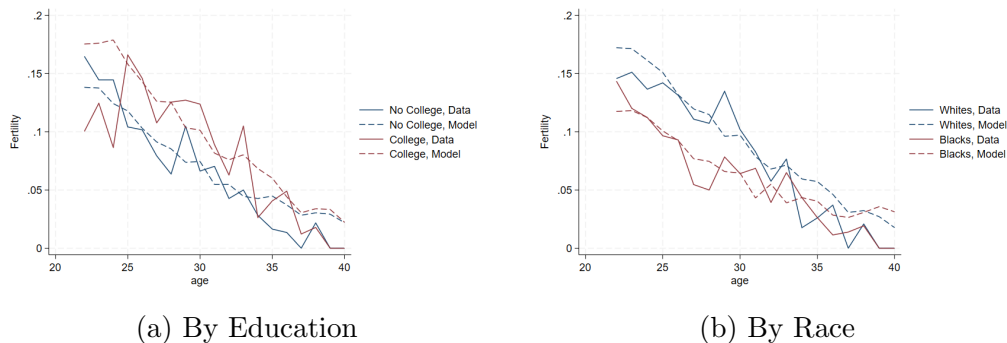 .2
.15
.1
.05
0
Fertility
20 25 30 35 40
age
No College, Data
No College, Model
College, Data
College, Model
(a) By Education
.2
.15
.1
.05
0
Fertility
20 25 30 35 40
age
Whites, Data
Whites, Model
Blacks, Data
Blacks, Model
(b) By Race